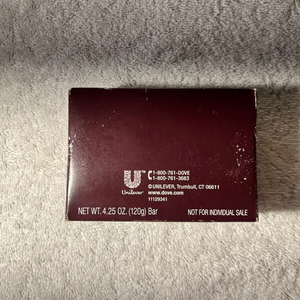 1-800-761-DOVE
1-800-761-3683
Unilever
©UNILEVER, Trumbull, CT 06611
www.dove.com
11129341
NET WT. 4.25 OZ. (120g) Bar
NOT FOR INDIVIDUAL SALE